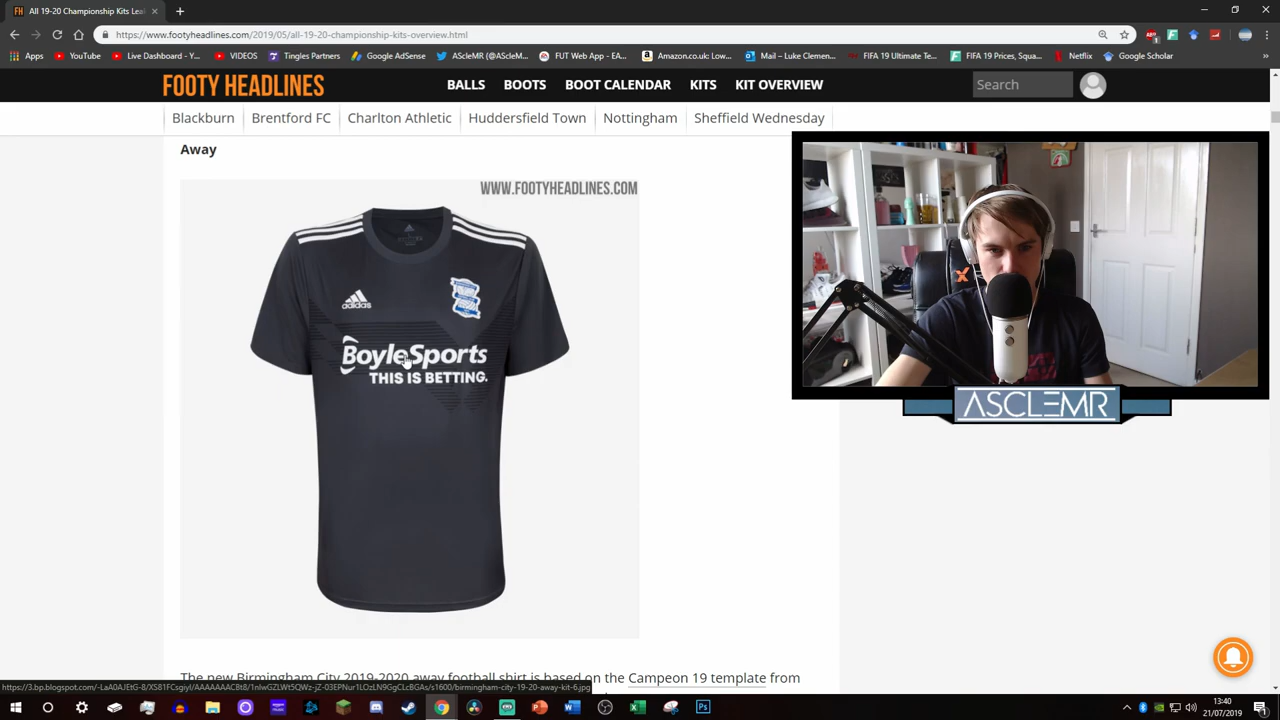 All 19-20 Championship Kits Leak
https://www.footyheadlines.com/2019/05/all-19-20-championship-kits-overview.html
Apps YouTube Live Dashboard - Y... VIDEOS Tingles Partners Google AdSense ASCleMR (@AScleM... FUT Web App - EA... Amazon.co.uk: Low... Mail – Luke Clemen... FIFA 19 Ultimate Te... FIFA 19 Prices, Squa... Netflix Google Scholar
FOOTY HEADLINES BALLS BOOTS BOOT CALENDAR KITS KIT OVERVIEW Search
Blackburn Brentford FC Charlton Athletic Huddersfield Town Nottingham Sheffield Wednesday
Away
WWW.FOOTYHEADLINES.COM
adidas
BoyleSports
THIS IS BETTING.
ASCLEMR
The new Birmingham City 2019-2020 away football shirt is based on the Campeon 19 template from
13:40
21/07/2019